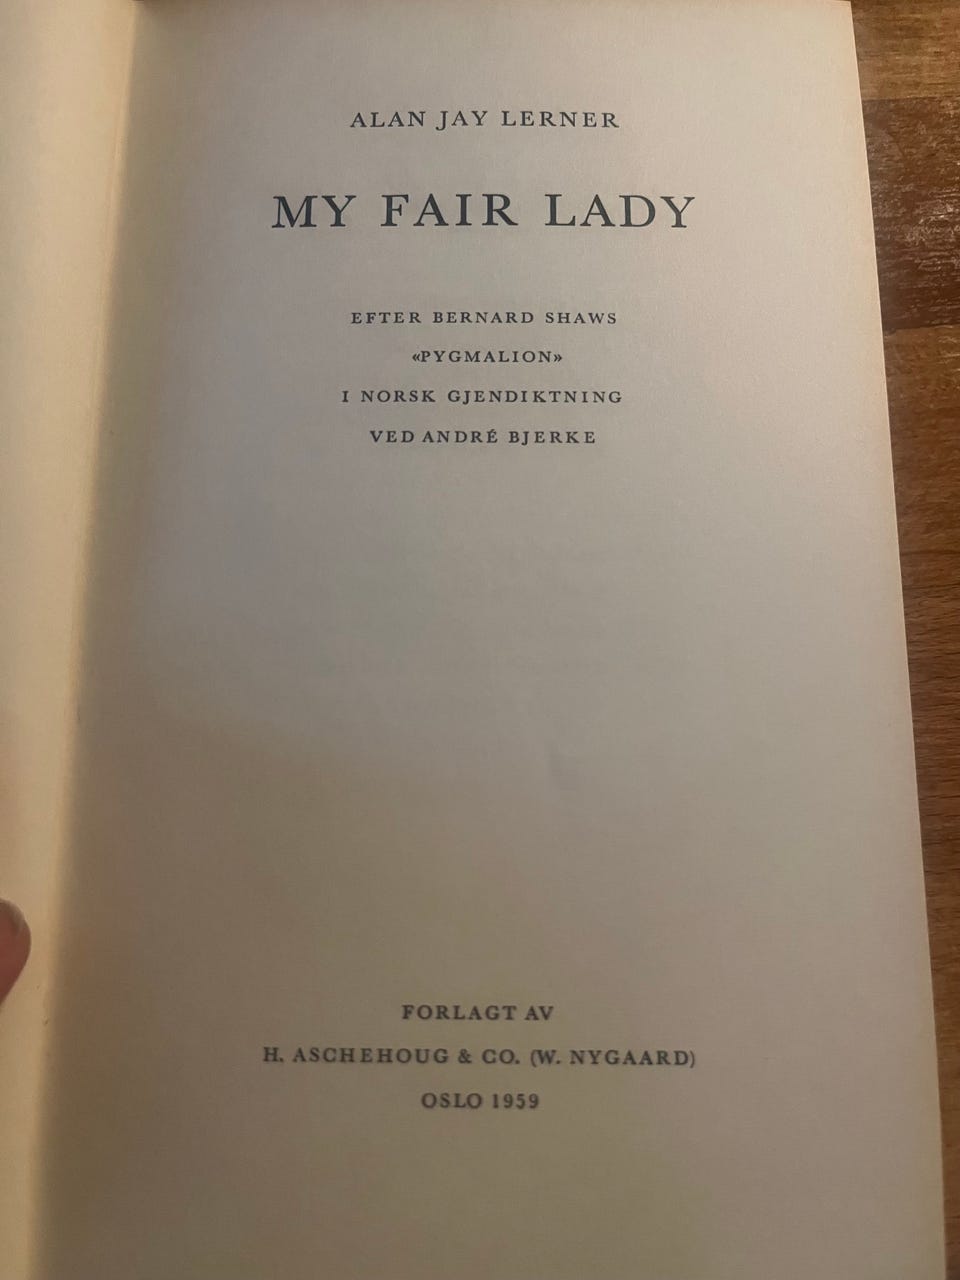 ALAN JAY LERNER
MY FAIR LADY
EFTER BERNARD SHAWS
«PYGMALION»
I NORSK GJENDIKTNING
VED ANDRÉ BJERKE
FORLAGT AV
H. ASCHEHOUG & CO. (W. NYGAARD)
OSLO 1959